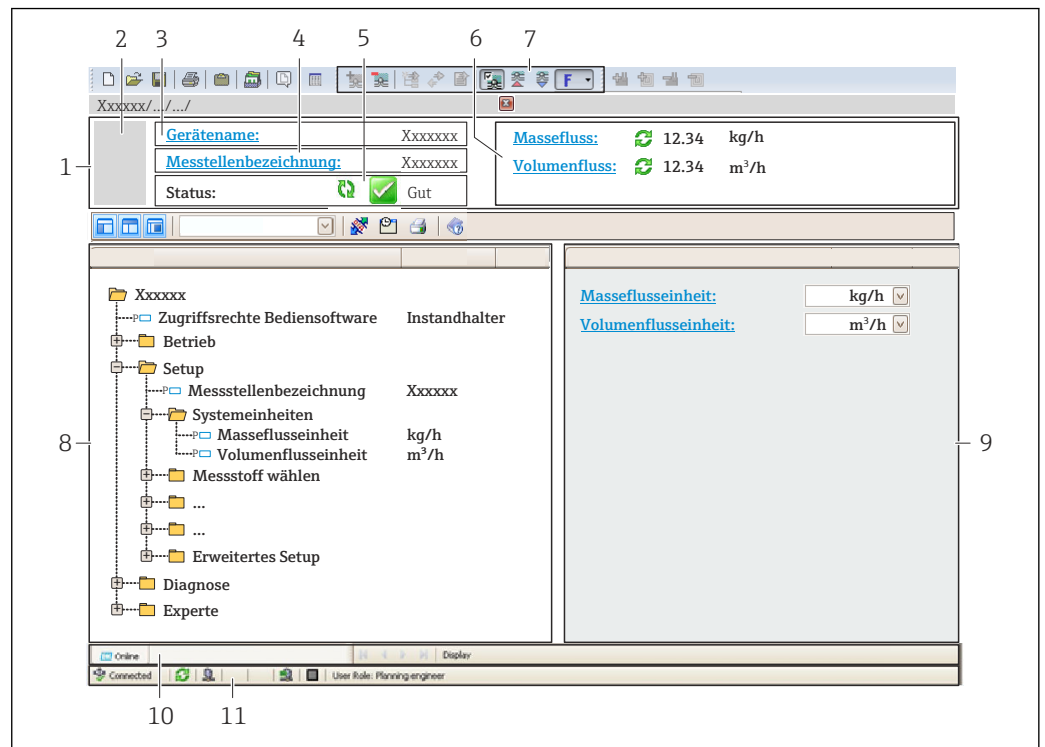 2 3 4 5 6 7
F
Xxxxxx/.../.../
1
Gerätename: Xxxxxxx
Messtellenbezeichnung: Xxxxxxx
Status: Gut
Massefluss: 12.34 kg/h
Volumenfluss: 12.34 m³/h
Xxxxxx
Zugriffsrechte Bediensoftware Instandhalter
Betrieb
Setup
P Messstellenbezeichnung Xxxxxx
Systemeinheiten
P Masseflusseinheit kg/h
P Volumenflusseinheit m³/h
Messstoff wählen
...
...
Erweitertes Setup
Diagnose
Experte
8
Masseflusseinheit: kg/h
Volumenflusseinheit: m³/h
9
Online Display
Connected User Role: Planning engineer
10 11